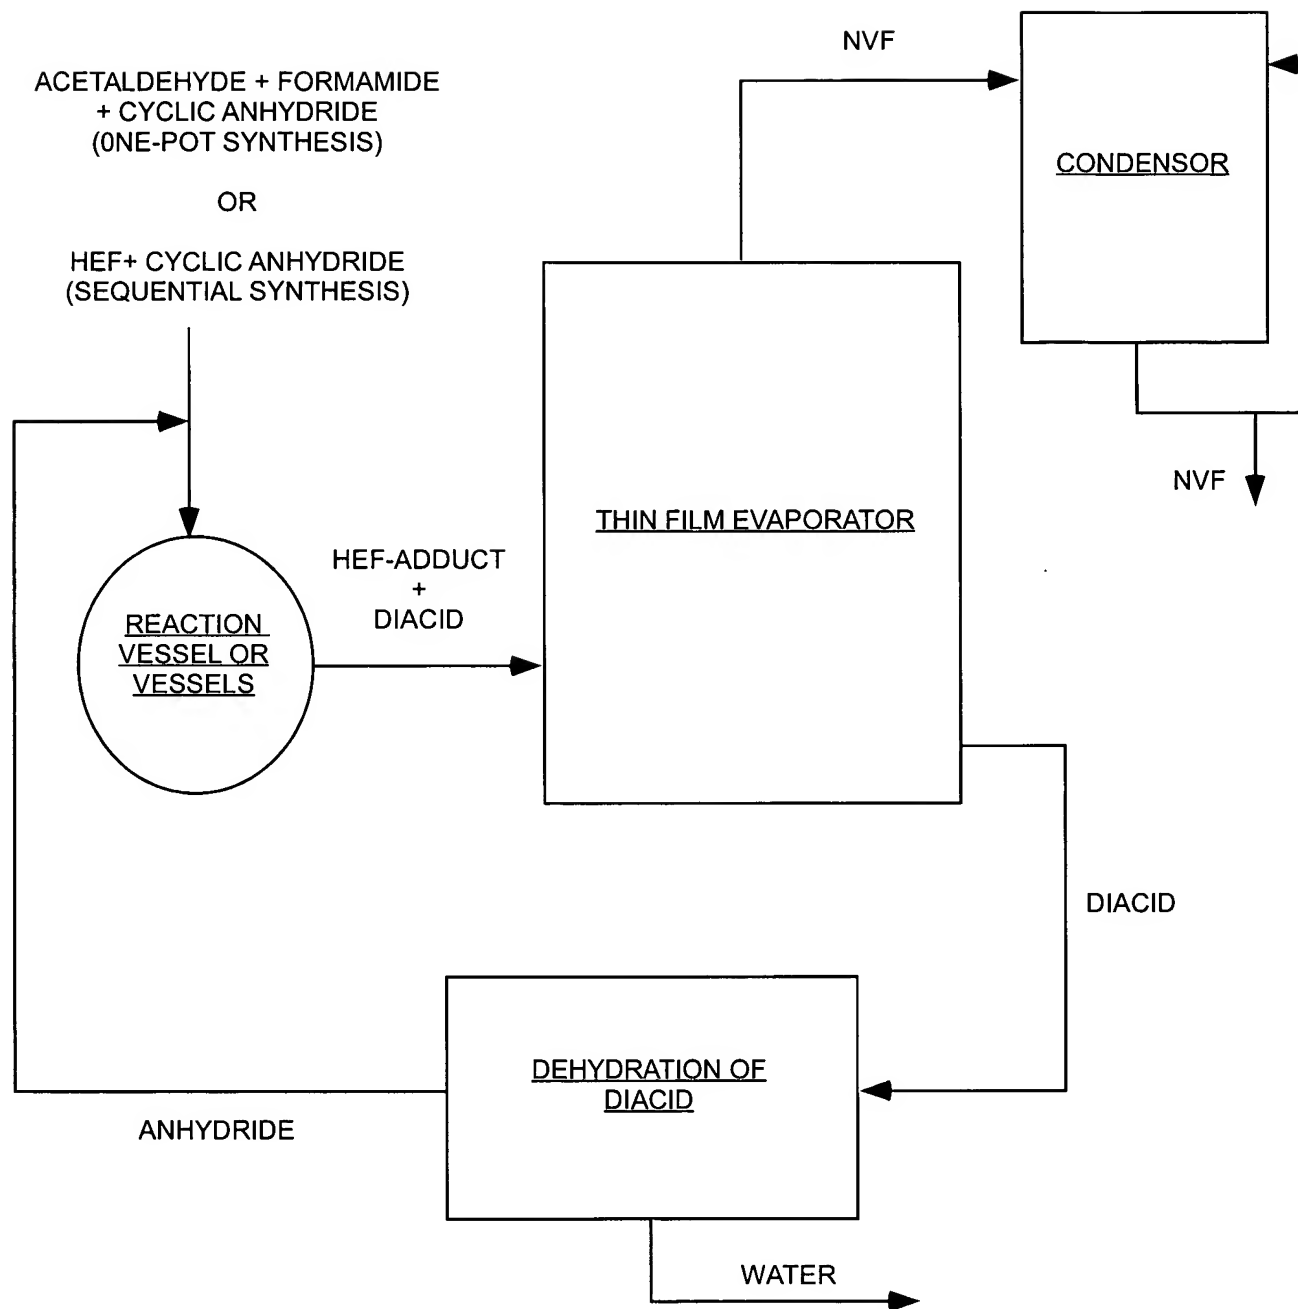 NVF
ACETALDEHYDE + FORMAMIDE
+ CYCLIC ANHYDRIDE
(0NE-POT SYNTHESIS)
OR
HEF+ CYCLIC ANHYDRIDE
(SEQUENTIAL SYNTHESIS)
CONDENSOR
NVF
THIN FILM EVAPORATOR
HEF-ADDUCT
+
DIACID
REACTION
VESSEL OR
VESSELS
DIACID
DEHYDRATION OF
DIACID
ANHYDRIDE
WATER